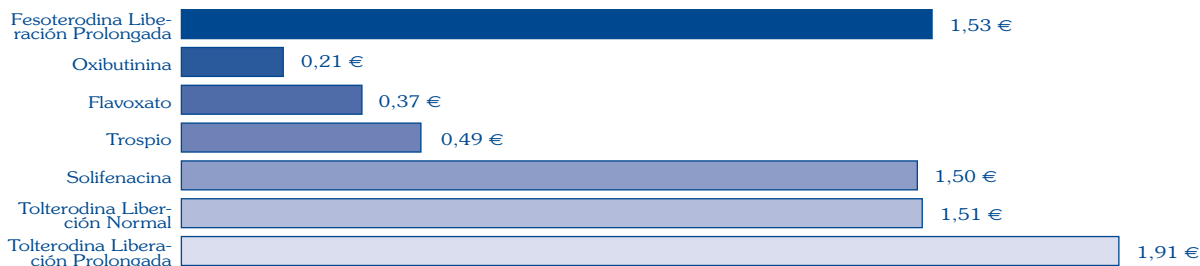 Fesoterodina Libe-
ración Prolongada
1,53 €
Oxibutinina
0,21 €
Flavoxato
0,37 €
Trospio
0,49 €
Solifenacina
1,50 €
Tolterodina Liber-
ción Normal
1,51 €
Tolterodina Libera-
ción Prolongada
1,91 €